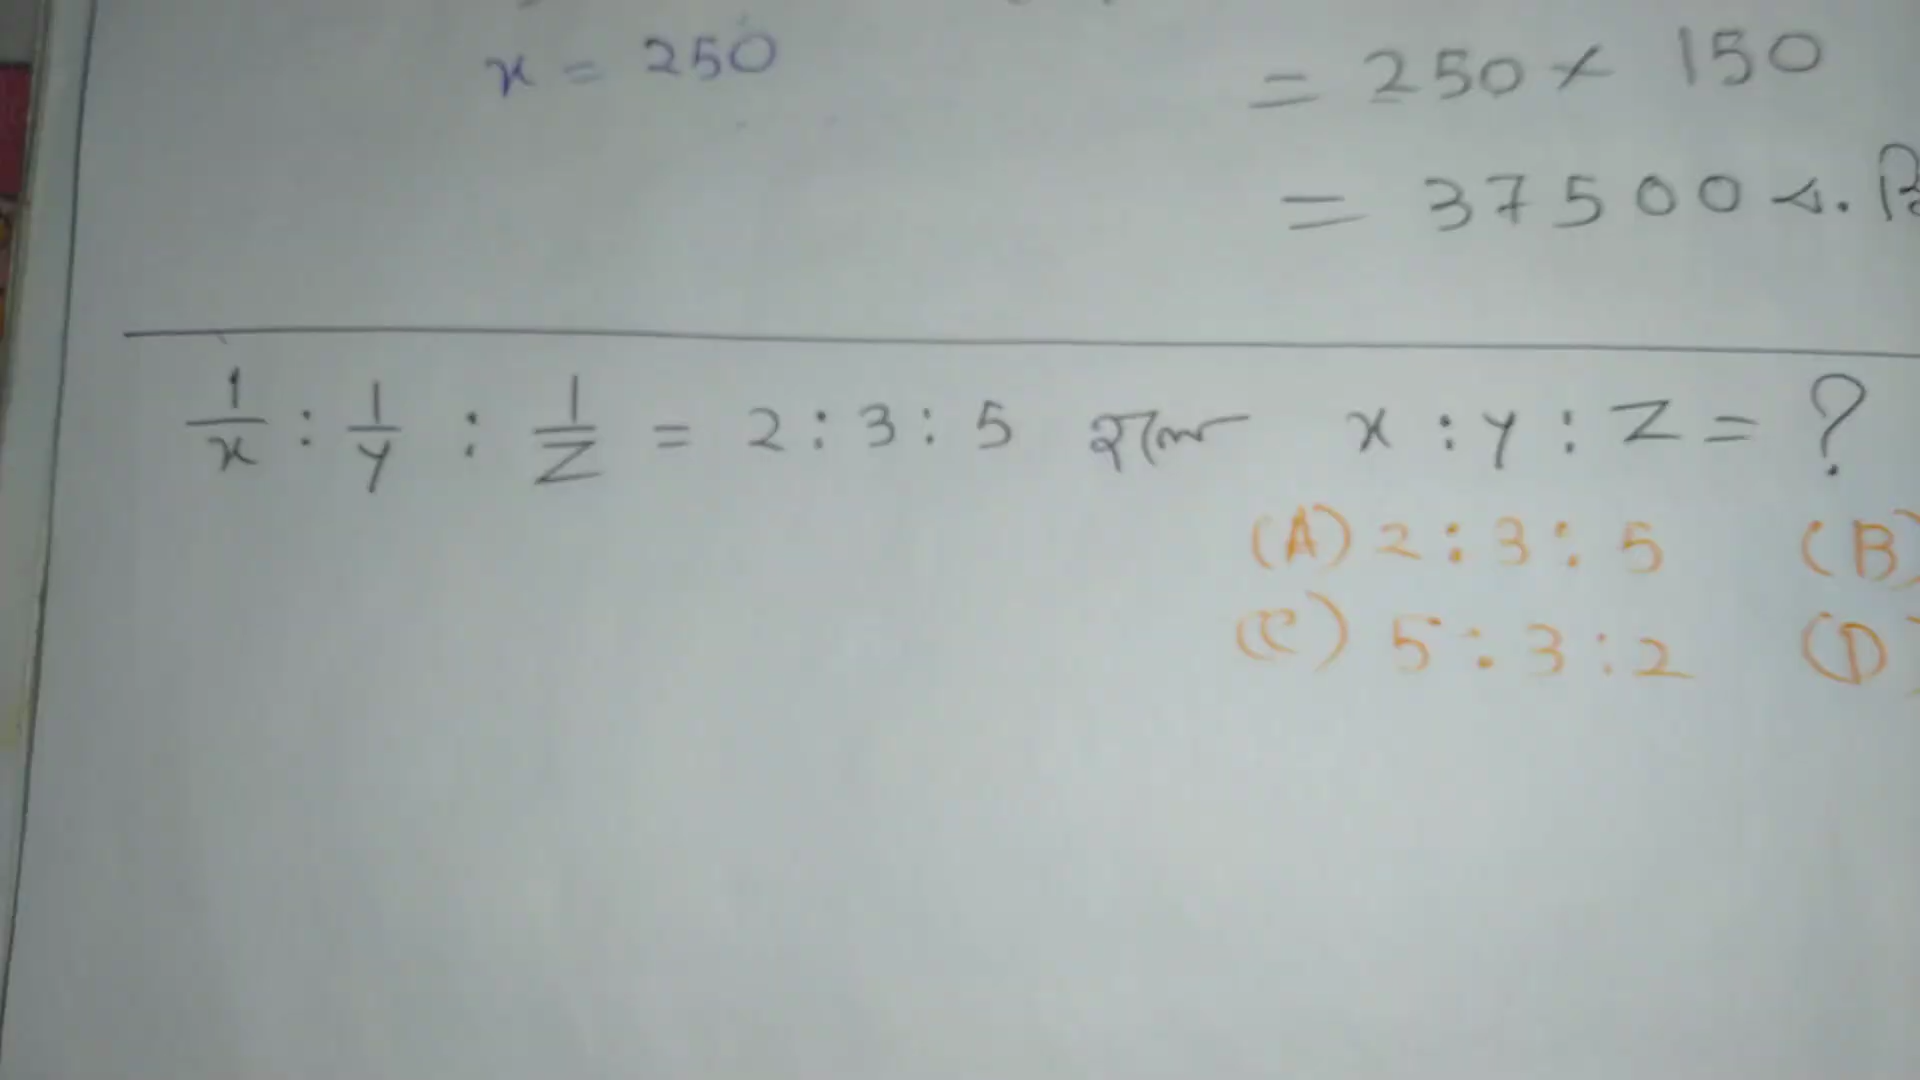 x = 250
= 250 × 150
= 37500
1/x : 1/y : 1/z = 2 : 3 : 5 হলে x : y : z = ?
(A) 2 : 3 : 5 (B)
(C) 5 : 3 : 2 (D)